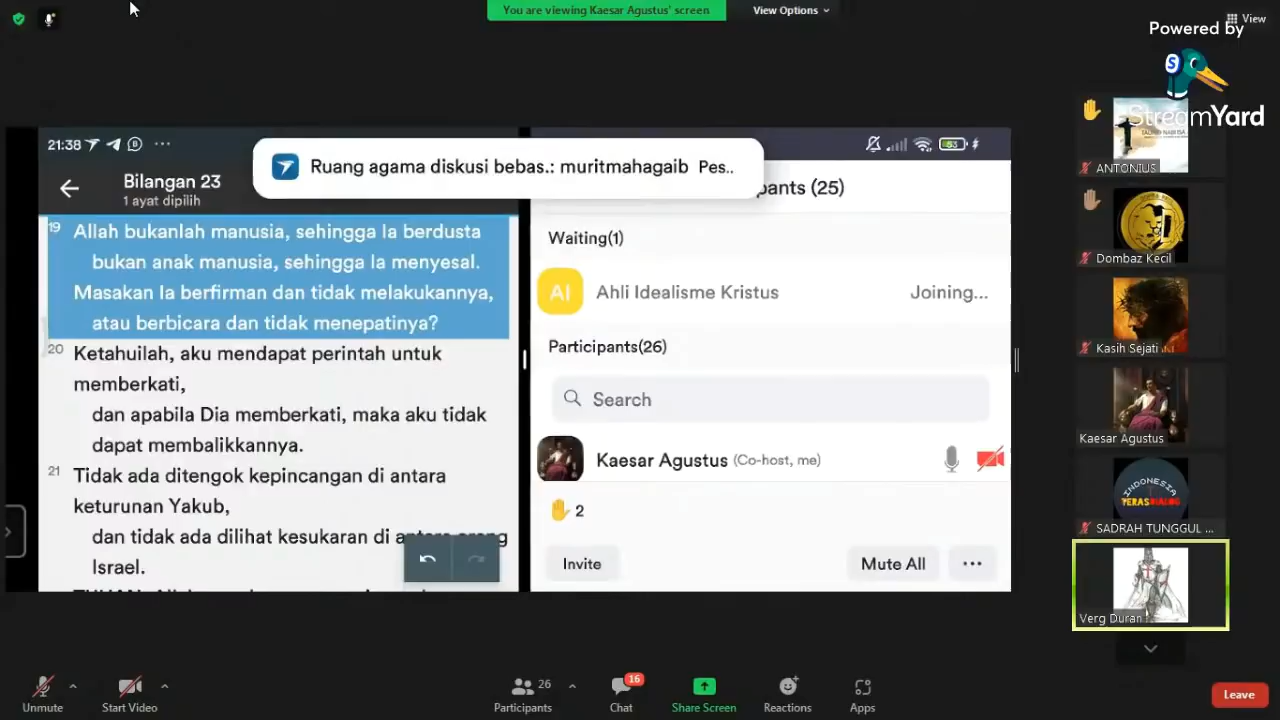 You are viewing Kaesar Agustus' screen
View Options
View
Powered by
StreamYard
21:38
Ruang agama diskusi bebas.: muritmahagaib Pes..
Bilangan 23
1 ayat dipilih
19 Allah bukanlah manusia, sehingga Ia berdusta
bukan anak manusia, sehingga Ia menyesal.
Masakan Ia berfirman dan tidak melakukannya,
atau berbicara dan tidak menepatinya?
20 Ketahuilah, aku mendapat perintah untuk
memberkati,
dan apabila Dia memberkati, maka aku tidak
dapat membalikkannya.
21 Tidak ada ditengok kepincangan di antara
keturunan Yakub,
dan tidak ada dilihat kesukaran di antara orang
Israel.
pants (25)
Waiting(1)
AI
Ahli Idealisme Kristus
Joining...
Participants(26)
Search
Kaesar Agustus (Co-host, me)
2
Invite
Mute All
ANTONIUS
Dombaz Kecil
Kasih Sejati
Kaesar Agustus
INDONESIA
TERAS DIALOG
SADRAH TUNGGUL ...
Verg Duran
Unmute
Start Video
26
Participants
16
Chat
Share Screen
Reactions
Apps
Leave